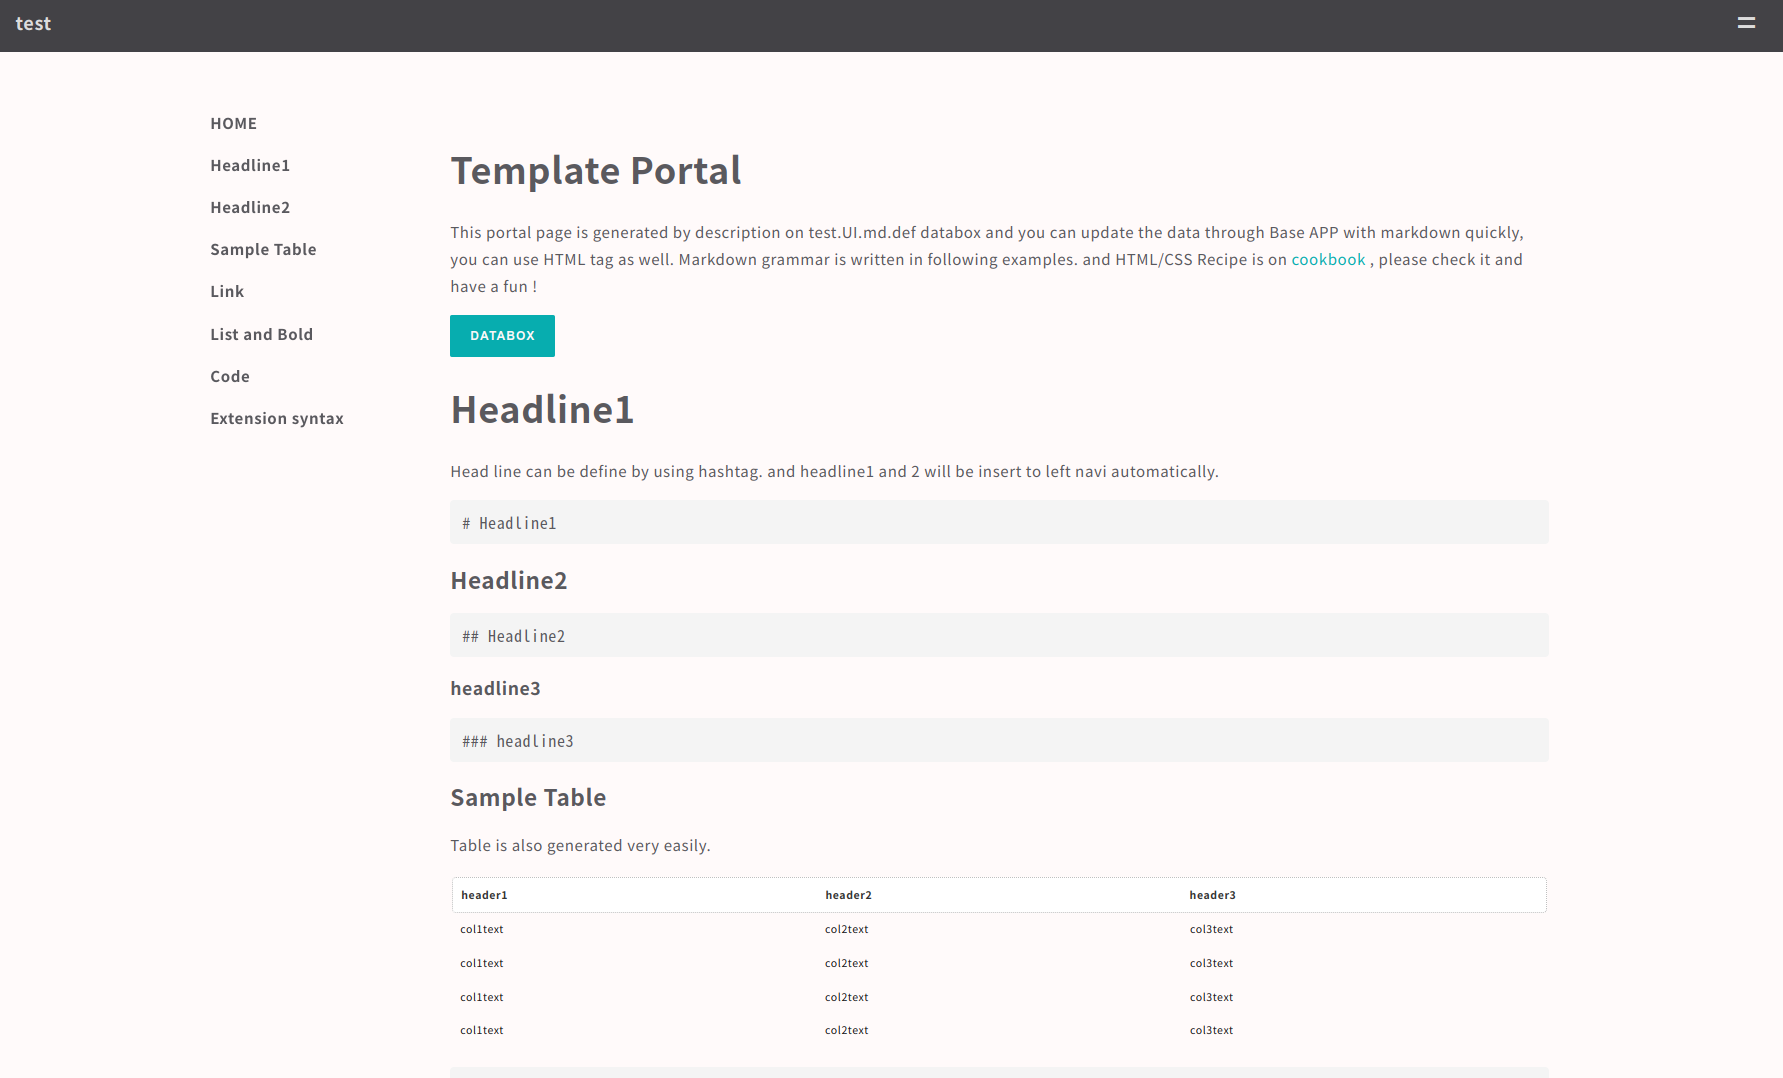 test
HOME
Headline1
Headline2
Sample Table
Link
List and Bold
Code
Extension syntax
Template Portal
This portal page is generated by description on test.UI.md.def databox and you can update the data through Base APP with markdown quickly,
you can use HTML tag as well. Markdown grammar is written in following examples. and HTML/CSS Recipe is on cookbook , please check it and
have a fun !
DATABOX
Headline1
Head line can be define by using hashtag. and headline1 and 2 will be insert to left navi automatically.
# Headline1
Headline2
## Headline2
headline3
### headline3
Sample Table
Table is also generated very easily.
header1 header2 header3
col1text col2text col3text
col1text col2text col3text
col1text col2text col3text
col1text col2text col3text